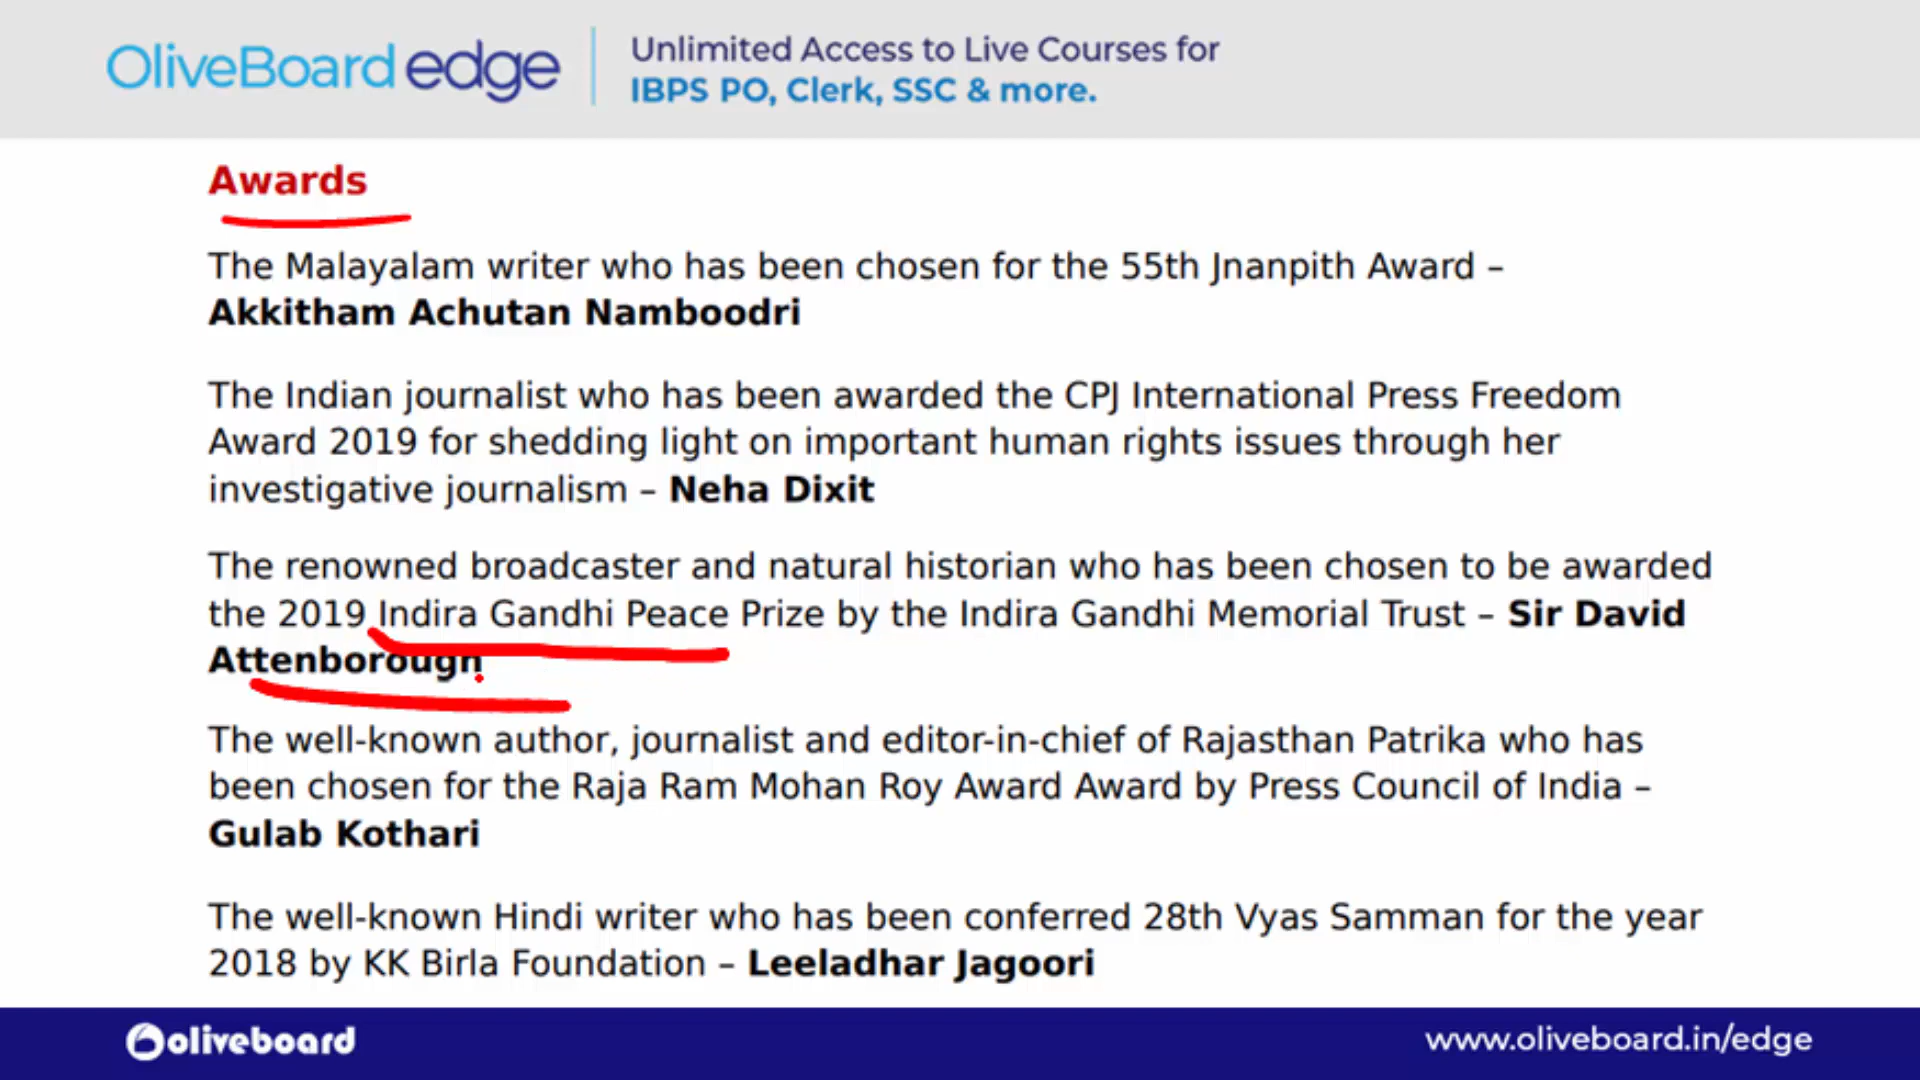 OliveBoard edge
Unlimited Access to Live Courses for
IBPS PO, Clerk, SSC & more.
Awards
The Malayalam writer who has been chosen for the 55th Jnanpith Award –
Akkitham Achutan Namboodri
The Indian journalist who has been awarded the CPJ International Press Freedom
Award 2019 for shedding light on important human rights issues through her
investigative journalism – Neha Dixit
The renowned broadcaster and natural historian who has been chosen to be awarded
the 2019 Indira Gandhi Peace Prize by the Indira Gandhi Memorial Trust – Sir David
Attenborough
The well-known author, journalist and editor-in-chief of Rajasthan Patrika who has
been chosen for the Raja Ram Mohan Roy Award Award by Press Council of India –
Gulab Kothari
The well-known Hindi writer who has been conferred 28th Vyas Samman for the year
2018 by KK Birla Foundation – Leeladhar Jagoori
oliveboard
www.oliveboard.in/edge